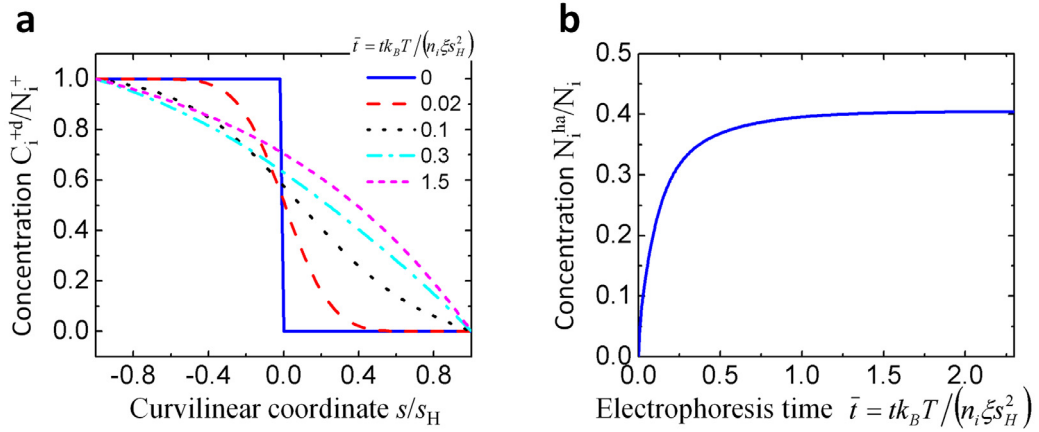 a
t̄ = tk_BT/(n_iξs_H^2)
0
0.02
0.1
0.3
1.5
Concentration C_i^{+d}/N_i^+
1.0
0.8
0.6
0.4
0.2
0.0
-0.8 -0.4 0.0 0.4 0.8
Curvilinear coordinate s/s_H
b
Concentration N_i^{ha}/N_i
0.5
0.4
0.3
0.2
0.1
0.0
0.0 0.5 1.0 1.5 2.0
Electrophoresis time t̄ = tk_BT/(n_iξs_H^2)